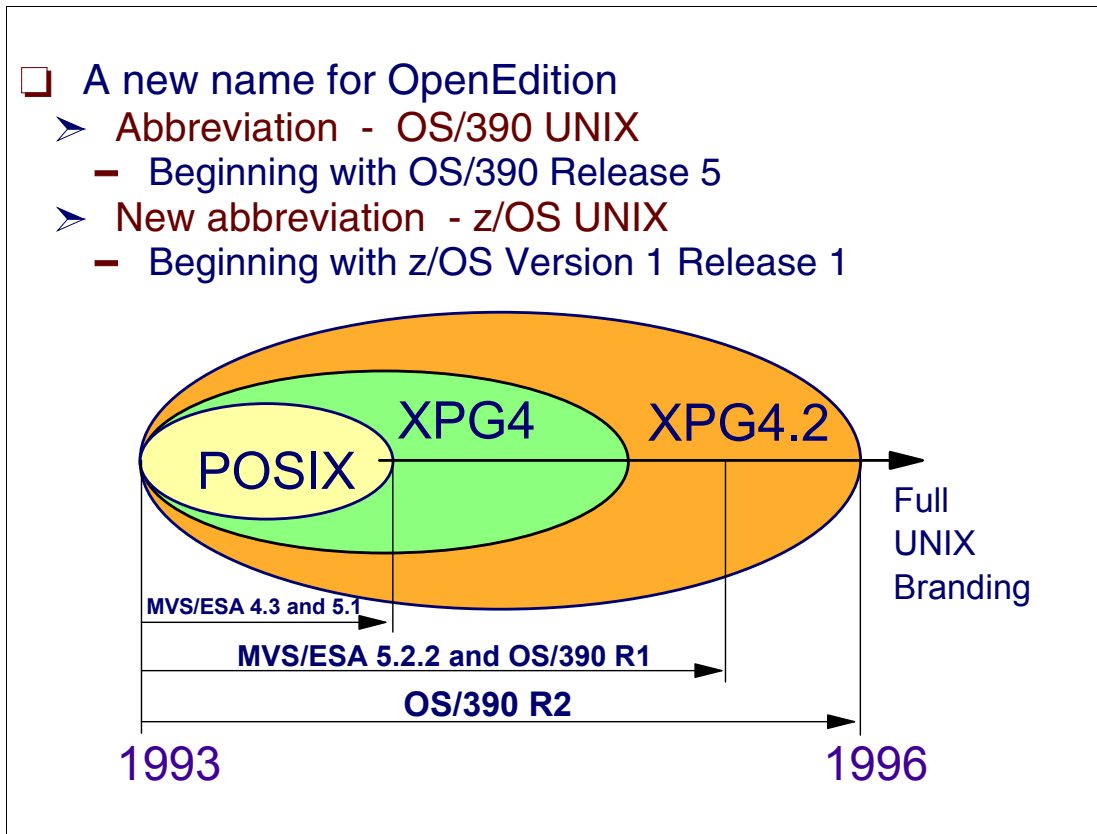 A new name for OpenEdition
Abbreviation - OS/390 UNIX
Beginning with OS/390 Release 5
New abbreviation - z/OS UNIX
Beginning with z/OS Version 1 Release 1
POSIX
XPG4
XPG4.2
Full
UNIX
Branding
MVS/ESA 4.3 and 5.1
MVS/ESA 5.2.2 and OS/390 R1
OS/390 R2
1993
1996